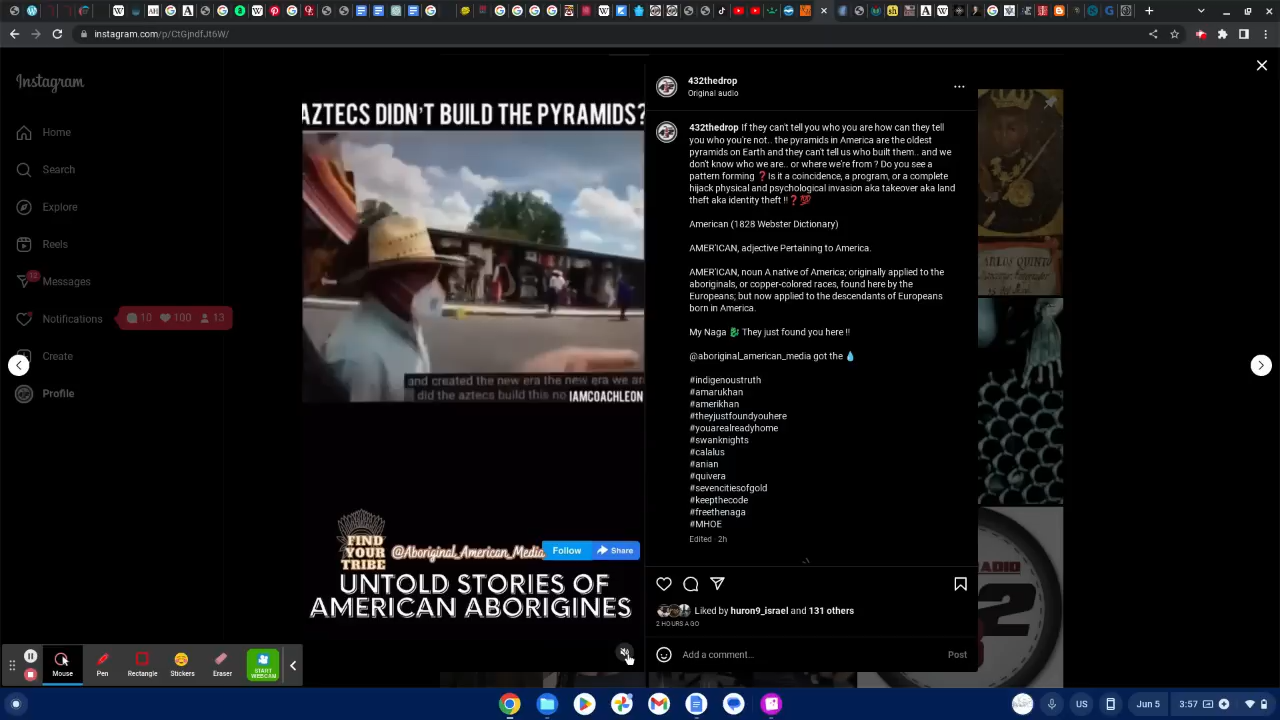 instagram.com/p/CtGjndfJt6W/
Instagram
Home
Search
Explore
Reels
12
Messages
Notifications
10 100 13
Create
Profile
AZTECS DIDN'T BUILD THE PYRAMIDS?
and created the new era the new era we are
did the aztecs build this no
IAMCOACHLEON
FIND
YOUR
TRIBE
@Aboriginal_American_Media
Follow
Share
UNTOLD STORIES OF
AMERICAN ABORIGINES
432thedrop
Original audio
432thedrop If they can't tell you who you are how can they tell
you who you're not.. the pyramids in America are the oldest
pyramids on Earth and they can't tell us who built them.. and we
don't know who we are.. or where we're from ? Do you see a
pattern forming ❓Is it a coincidence, a program, or a complete
hijack physical and psychological invasion aka takeover aka land
theft aka identity theft !!❓💯
American (1828 Webster Dictionary)
AMER'ICAN, adjective Pertaining to America.
AMER'ICAN, noun A native of America; originally applied to the
aboriginals, or copper-colored races, found here by the
Europeans; but now applied to the descendants of Europeans
born in America.
My Naga 🐉 They just found you here !!
@aboriginal_american_media got the 💧
#indigenoustruth
#amarukhan
#amerikhan
#theyjustfoundyouhere
#youarealreadyhome
#swanknights
#calalus
#anian
#quivera
#sevencitiesofgold
#keepthecode
#freethenaga
#MHOE
Edited · 2h
Liked by huron9_israel and 131 others
2 HOURS AGO
Add a comment...
Post
CARLOS QUINTO
Mouse
Pen
Rectangle
Stickers
Eraser
START
WEBCAM
US
Jun 5
3:57